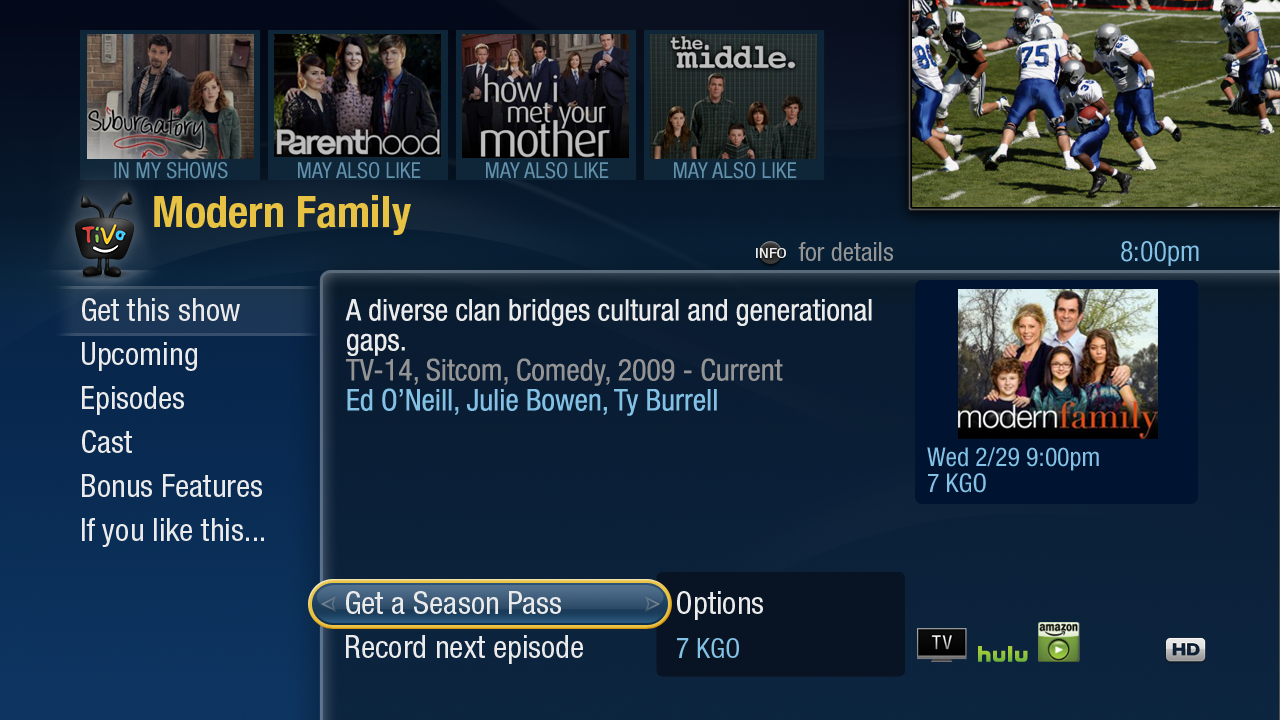 Suburgatory
Parenthood
how i
met your
mother
the
middle.
IN MY SHOWS
MAY ALSO LIKE
MAY ALSO LIKE
MAY ALSO LIKE
75
TiVo
Modern Family
INFO for details
8:00pm
Get this show
Upcoming
Episodes
Cast
Bonus Features
If you like this...
A diverse clan bridges cultural and generational
gaps.
TV-14, Sitcom, Comedy, 2009 - Current
Ed O'Neill, Julie Bowen, Ty Burrell
modernfamily
Wed 2/29 9:00pm
7 KGO
Get a Season Pass
Record next episode
Options
7 KGO
TV
hulu
amazon
HD